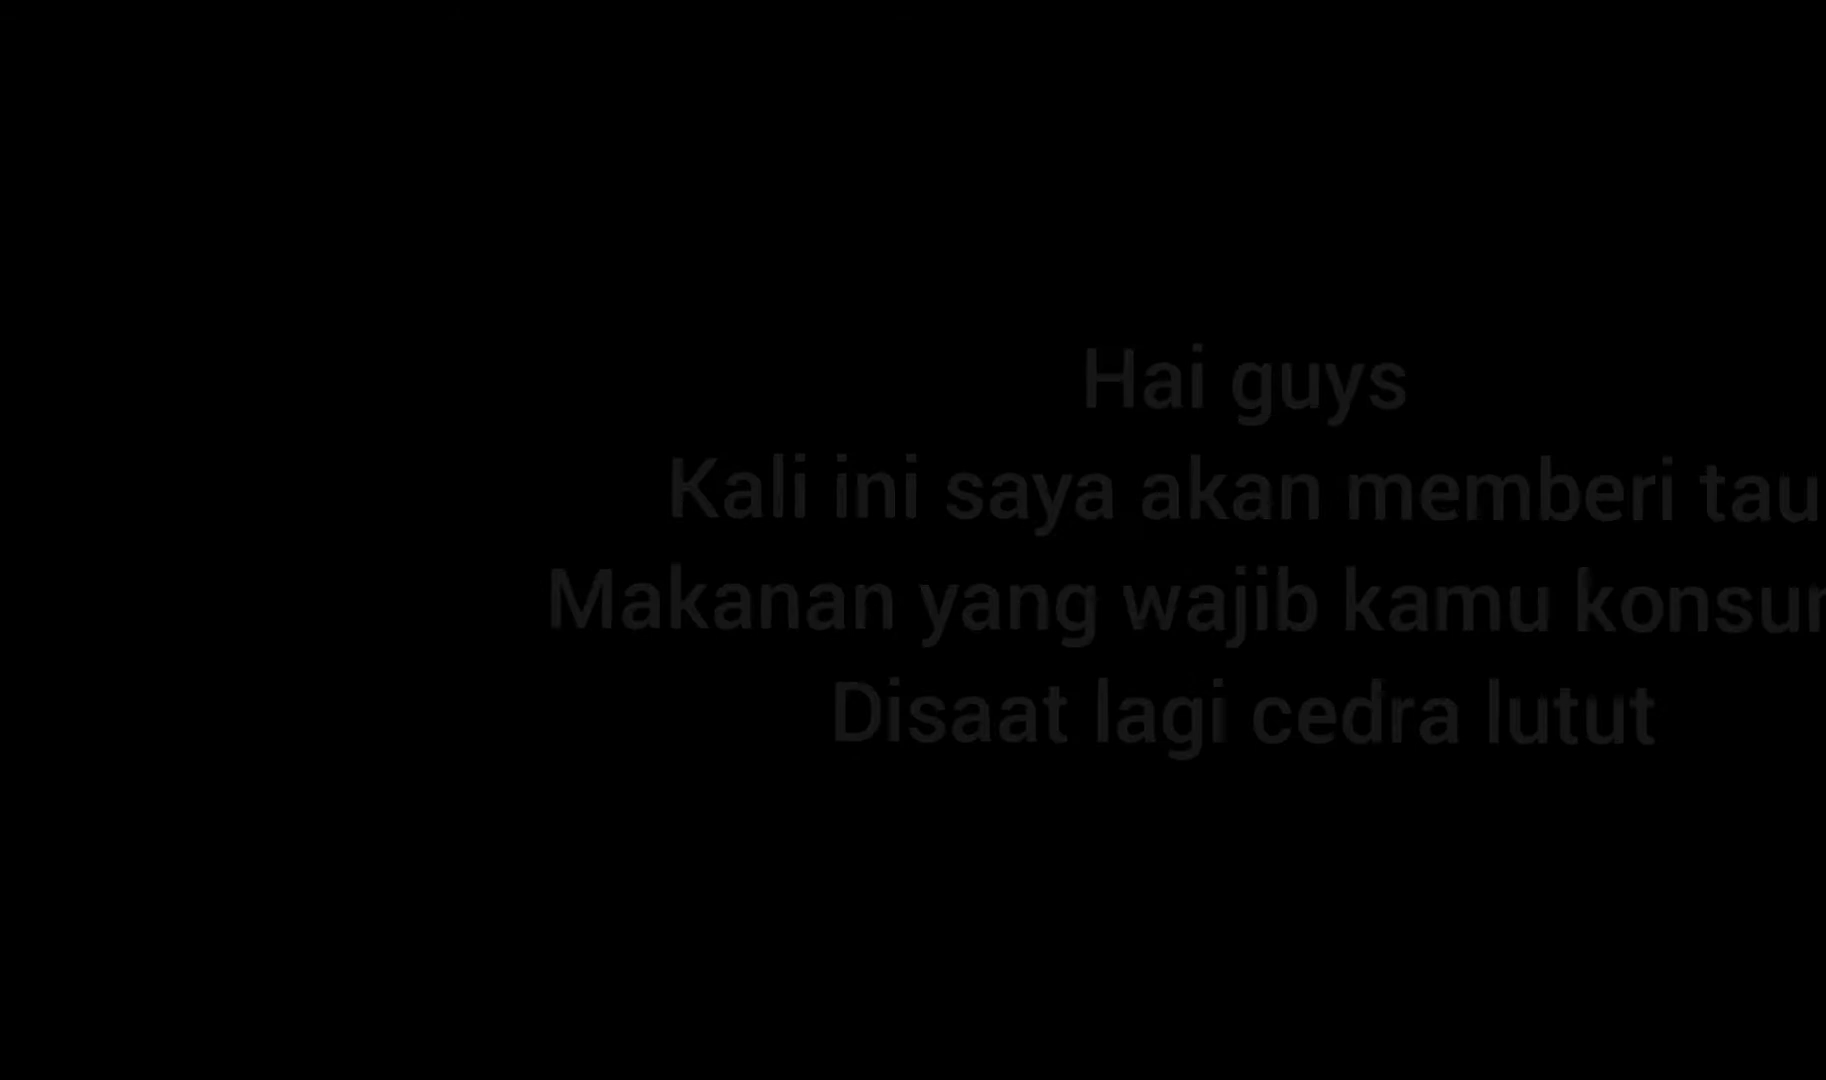 Hai guys
Kali ini saya akan memberi tau
Makanan yang wajib kamu
Disaat lagi cedra lutut